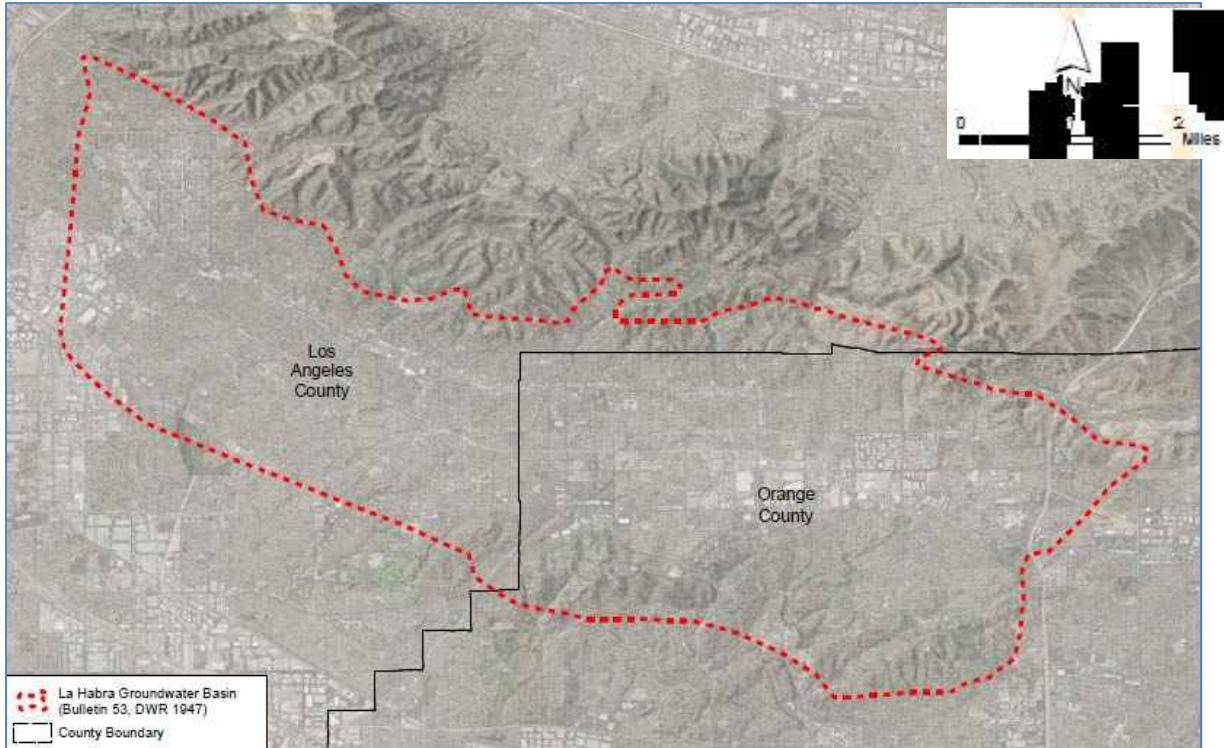 N
0
1
2
Miles
Los
Angeles
County
Orange
County
La Habra Groundwater Basin
(Bulletin 53, DWR 1947)
County Boundary